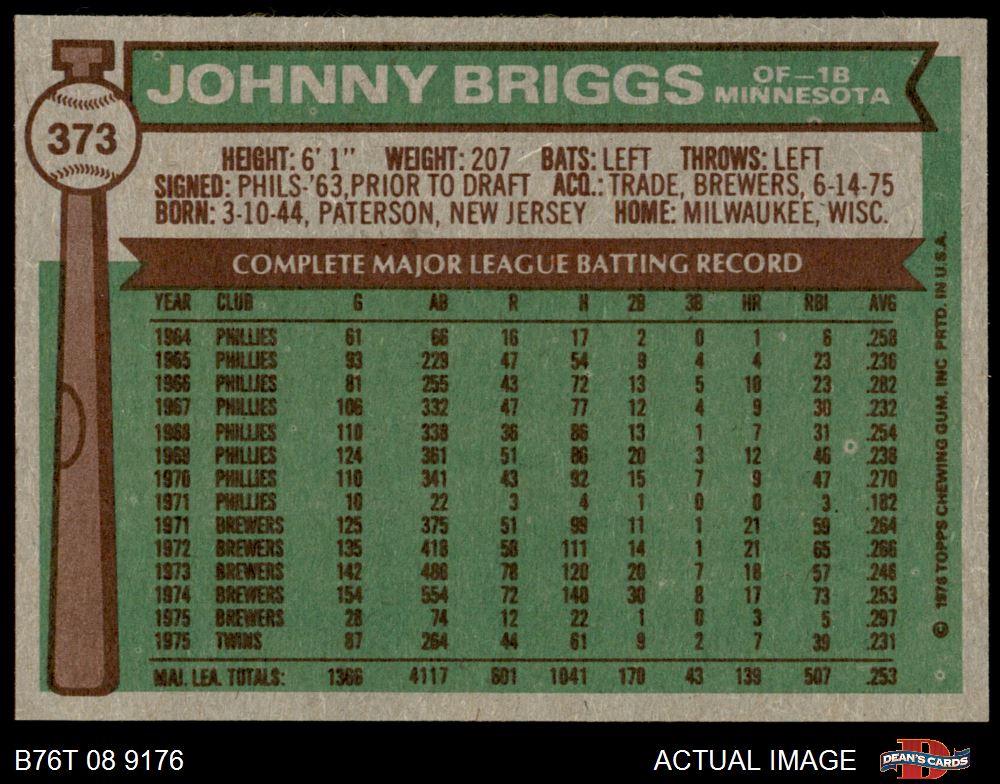 JOHNNY BRIGGS OF—1B
MINNESOTA
373
HEIGHT: 6' 1" WEIGHT: 207 BATS: LEFT THROWS: LEFT
SIGNED: PHILS-'63, PRIOR TO DRAFT ACQ.: TRADE, BREWERS, 6-14-75
BORN: 3-10-44, PATERSON, NEW JERSEY HOME: MILWAUKEE, WISC.
COMPLETE MAJOR LEAGUE BATTING RECORD
YEAR CLUB G AB R H 2B 3B HR RBI AVG
1964 PHILLIES 61 66 16 17 2 0 1 6 .258
1965 PHILLIES 93 229 47 54 9 4 4 23 .236
1966 PHILLIES 81 255 43 72 13 5 10 23 .282
1967 PHILLIES 106 332 47 77 12 4 9 30 .232
1968 PHILLIES 110 338 36 86 13 1 7 31 .254
1969 PHILLIES 124 361 51 86 20 3 12 46 .238
1970 PHILLIES 110 341 43 92 15 7 9 47 .270
1971 PHILLIES 10 22 3 4 1 0 0 3 .182
1971 BREWERS 125 375 51 99 11 1 21 59 .264
1972 BREWERS 135 418 58 111 14 1 21 65 .266
1973 BREWERS 142 488 78 120 20 7 18 57 .246
1974 BREWERS 154 554 72 140 30 8 17 73 .253
1975 BREWERS 28 74 12 22 1 0 3 5 .297
1975 TWINS 87 264 44 61 9 2 7 39 .231
MAJ. LEA. TOTALS: 1366 4117 601 1041 170 43 139 507 .253
© 1976 TOPPS CHEWING GUM, INC PRTD. IN U.S.A.
B76T 08 9176 ACTUAL IMAGE DEAN'S CARDS